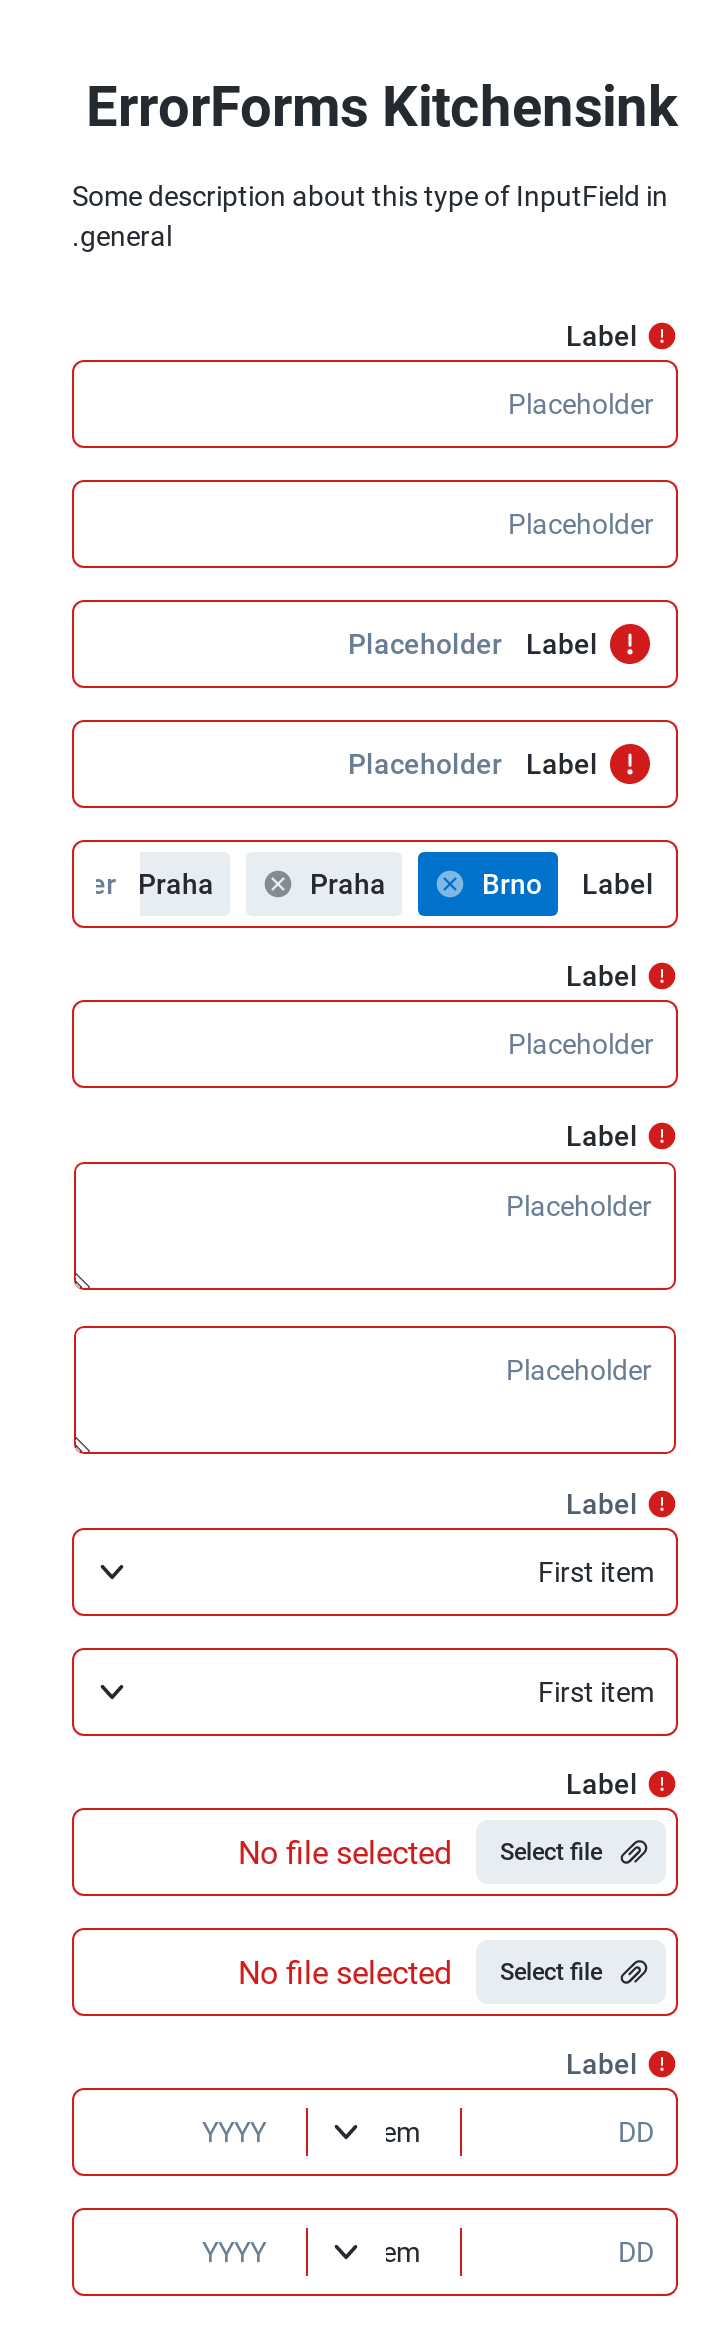 ErrorForms Kitchensink
Some description about this type of InputField in
.general
Label
Placeholder
Placeholder
Label Placeholder
Label Placeholder
Label Brno Praha Praha er
Label
Placeholder
Label
Placeholder
Placeholder
Label
First item
First item
Label
Select file No file selected
Select file No file selected
Label
DD em YYYY
DD em YYYY